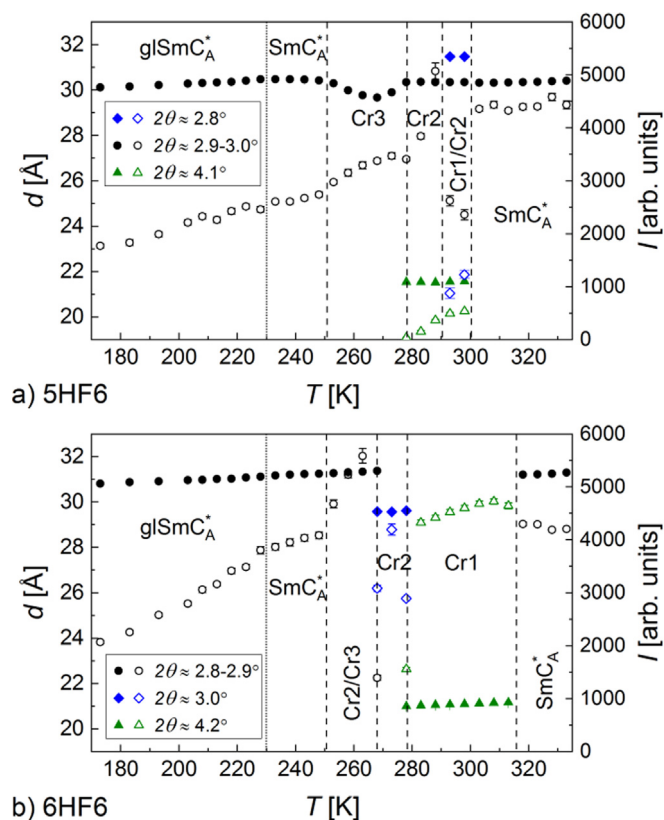 glSmC*A SmC*A
Cr3
Cr2
Cr1/Cr2
SmC*A
2θ ≈ 2.8°
2θ ≈ 2.9-3.0°
2θ ≈ 4.1°
d [Å]
32
30
28
26
24
22
20
I [arb. units]
6000
5000
4000
3000
2000
1000
0
180 200 220 240 260 280 300 320
a) 5HF6 T [K]
glSmC*A
SmC*A
Cr2/Cr3
Cr2
Cr1
SmC*A
2θ ≈ 2.8-2.9°
2θ ≈ 3.0°
2θ ≈ 4.2°
d [Å]
32
30
28
26
24
22
20
I [arb. units]
6000
5000
4000
3000
2000
1000
0
180 200 220 240 260 280 300 320
b) 6HF6 T [K]